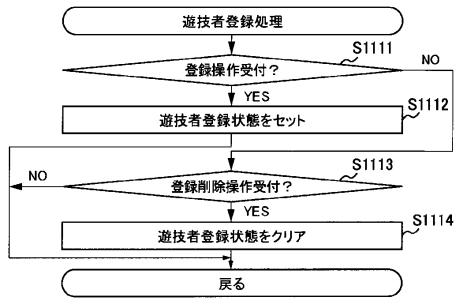 遊技者登録処理
S1111
登録操作受付?
NO
YES
S1112
遊技者登録状態をセット
S1113
NO
登録削除操作受付?
YES
S1114
遊技者登録状態をクリア
戻る